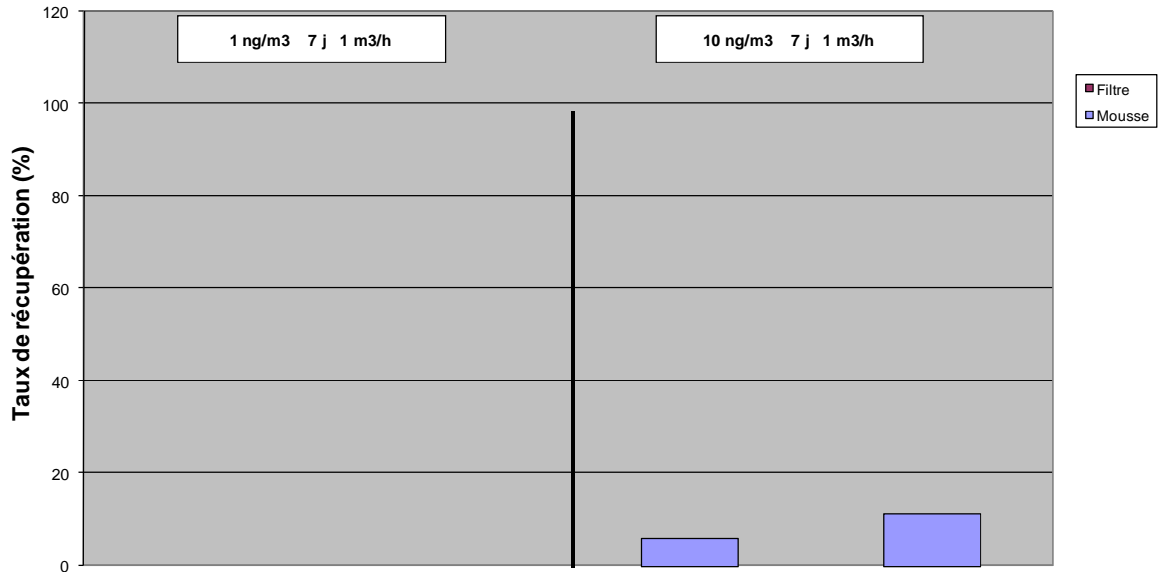 120
100
80
60
40
20
0
Taux de récupération (%)
1 ng/m3 7 j 1 m3/h
10 ng/m3 7 j 1 m3/h
Filtre
Mousse